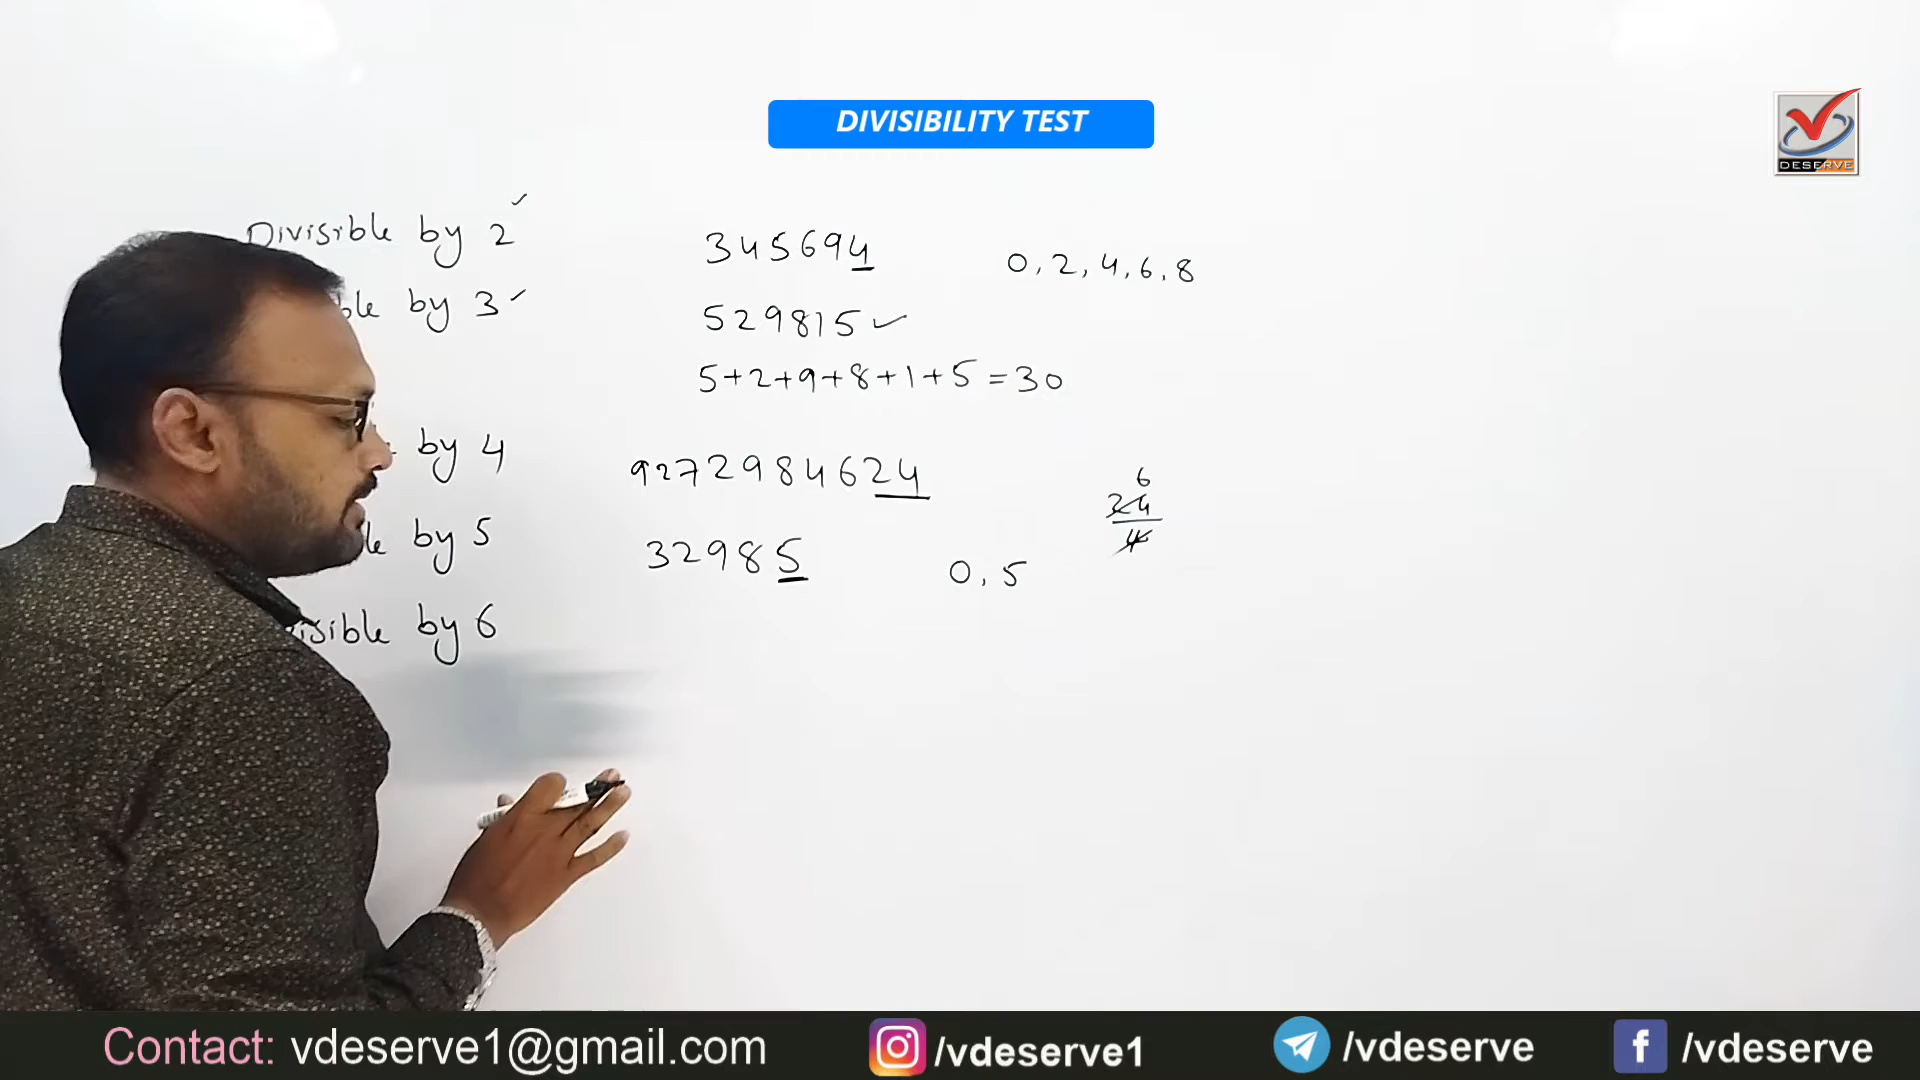 DIVISIBILITY TEST
DESERVE
Divisible by 2 ✓
345694
0, 2, 4, 6, 8
by 3 ✓
529815 ✓
5+2+9+8+1+5=30
by 4
9272984624
6
24
4
by 5
32985
0, 5
by 6
Contact: vdeserve1@gmail.com
/vdeserve1
/vdeserve
/vdeserve